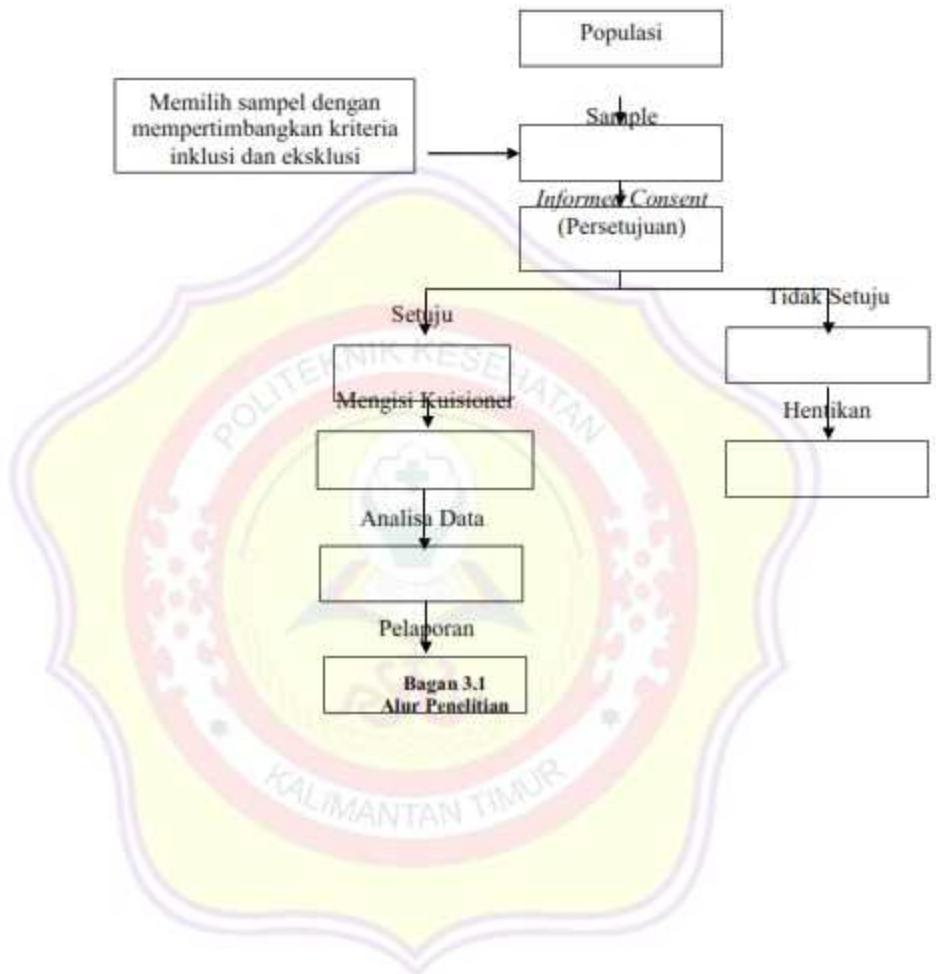 Populasi
Memilih sampel dengan
mempertimbangkan kriteria
inklusi dan eksklusi
Sample
Informed Consent
(Persetujuan)
Setuju
Tidak Setuju
Mengisi Kuisioner
Hentikan
Analisa Data
Pelaporan
Bagan 3.1
Alur Penelitian
POLITEKNIK KESEHATAN
KALIMANTAN TIMUR